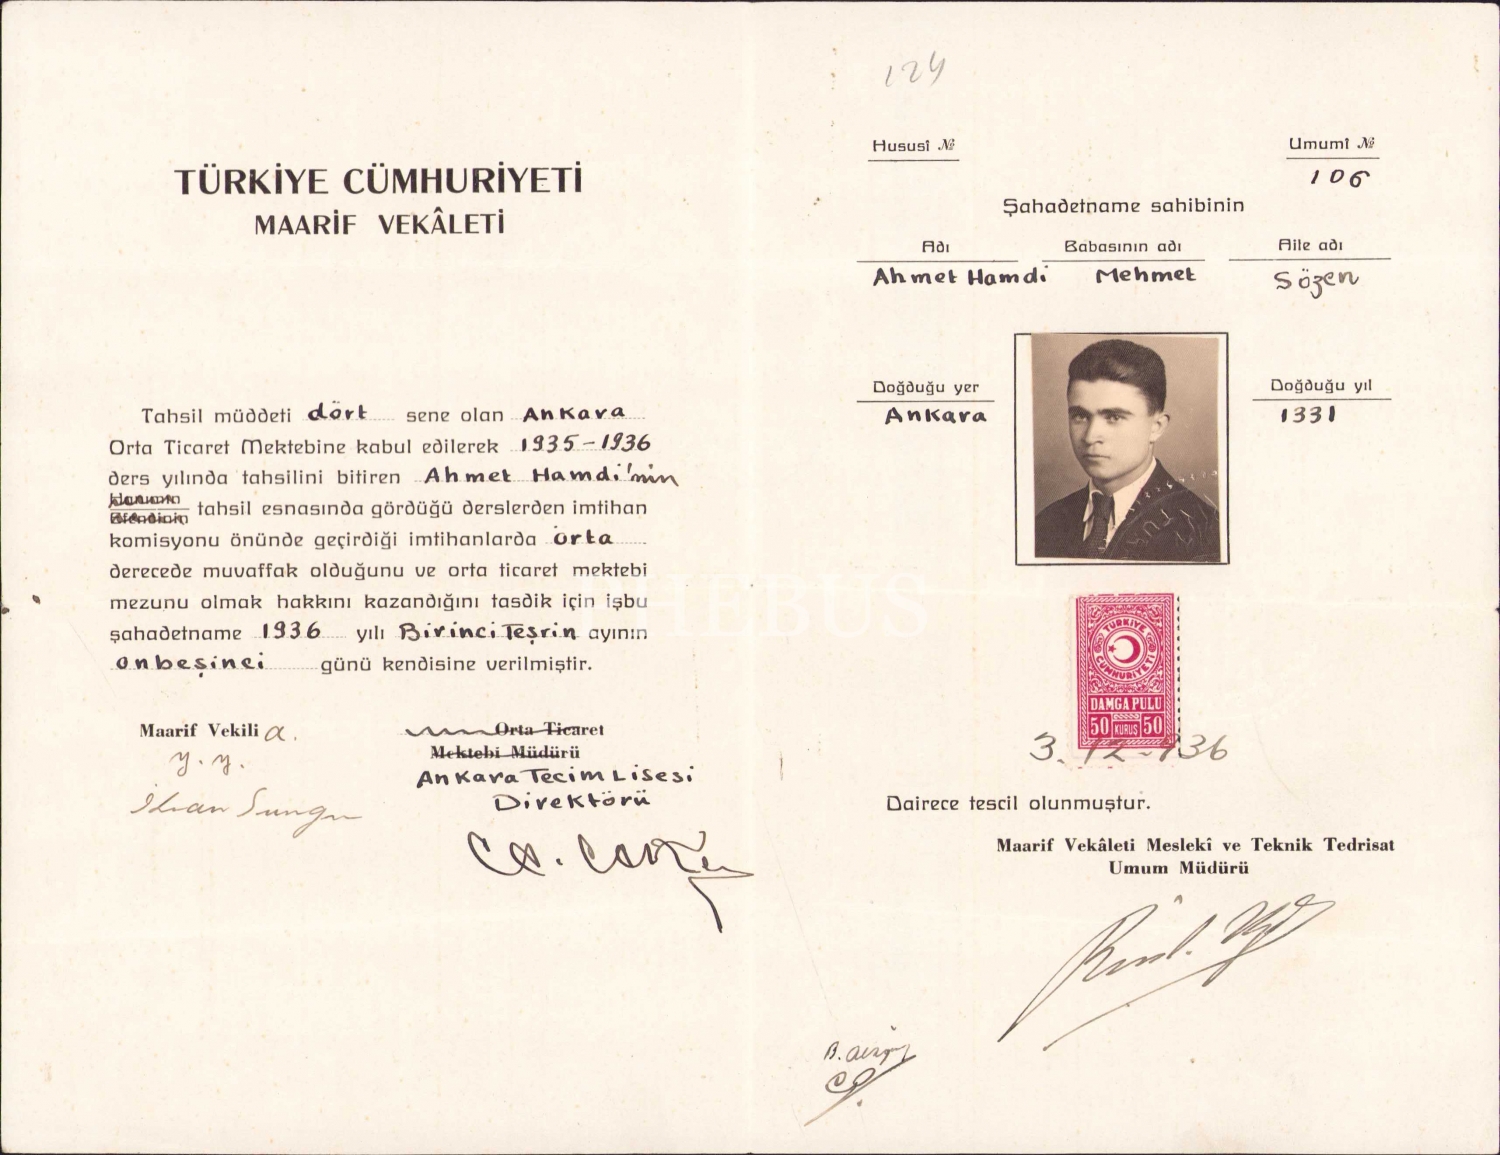 TÜRKİYE CÜMHURİYETİ
MAARİF VEKÂLETİ
Tahsil müddeti dört sene olan Ankara
Orta Ticaret Mektebine kabul edilerek 1935-1936
ders yılında tahsilini bitiren Ahmet Hamdi'nin
Hanımın
Efendinin
tahsil esnasında gördüğü derslerden imtihan
komisyonu önünde geçirdiği imtihanlarda orta
derecede muvaffak olduğunu ve orta ticaret mektebi
mezunu olmak hakkını kazandığını tasdik için işbu
şahadetname 1936 yılı Birinci Teşrin ayının
onbeşinci günü kendisine verilmiştir.
Maarif Vekili a.
y. y.
Orta Ticaret
Mektebi Müdürü
Ankara Tecim Lisesi
Direktörü
124
Hususî №
Umumî №
106
Şahadetname sahibinin
Adı Babasının adı Aile adı
Ahmet Hamdi Mehmet Sözen
Doğduğu yer
Ankara
Doğduğu yıl
1331
PHEBUS
TÜRKİYE
CUMHURİYETİ
DAMGA PULU
50 KURUŞ 50
3.12-936
Dairece tescil olunmuştur.
Maarif Vekâleti Meslekî ve Teknik Tedrisat
Umum Müdürü